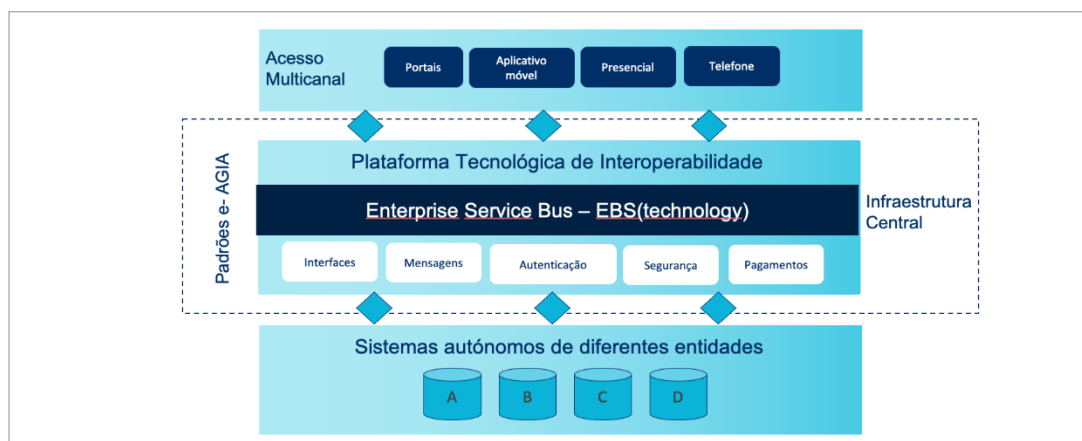 Acesso
Multicanal
Portais
Aplicativo
móvel
Presencial
Telefone
Padrões e- AGIA
Plataforma Tecnológica de Interoperabilidade
Enterprise Service Bus – EBS(technology)
Infraestrutura
Central
Interfaces
Mensagens
Autenticação
Segurança
Pagamentos
Sistemas autónomos de diferentes entidades
A
B
C
D